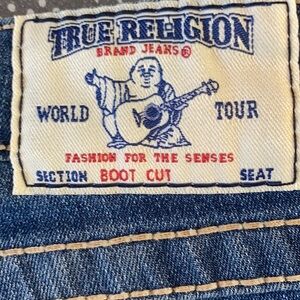 TRUE RELIGION
BRAND JEANS®
WORLD TOUR
FASHION FOR THE SENSES
SECTION BOOT CUT SEAT